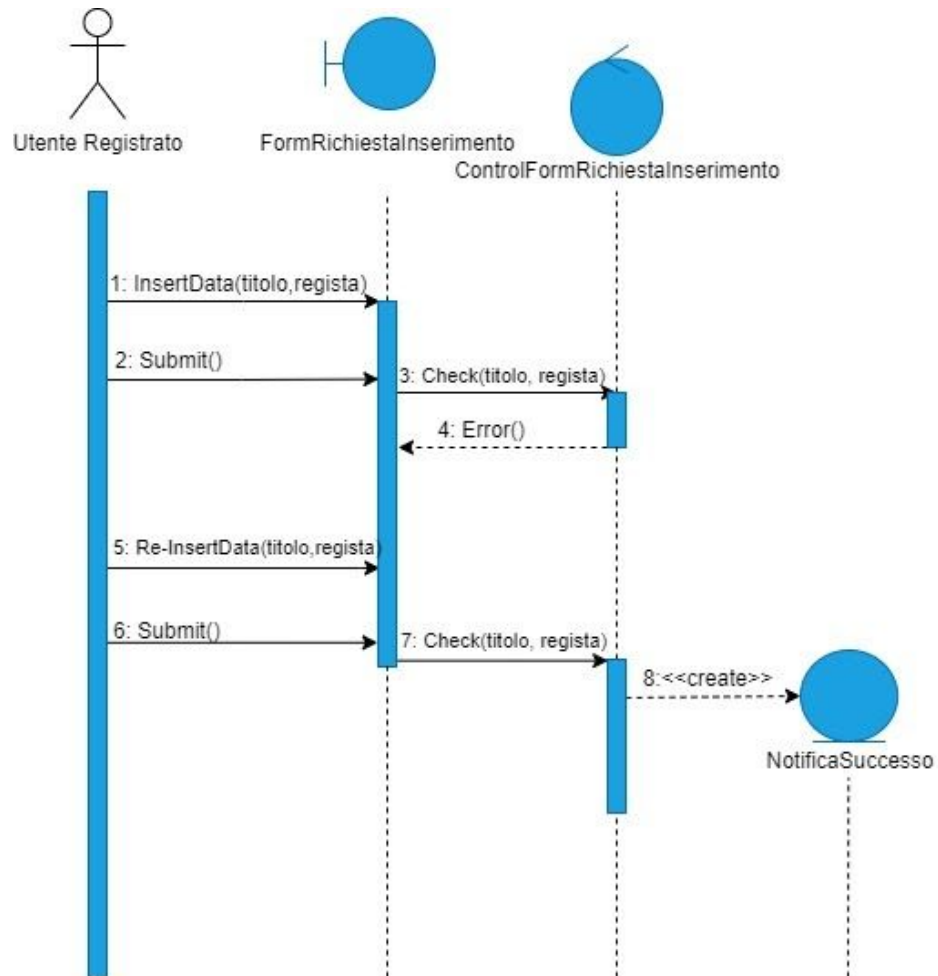 Utente Registrato
FormRichiestaInserimento
ControlFormRichiestaInserimento
1: InsertData(titolo,regista)
2: Submit()
3: Check(titolo, regista)
4: Error()
5: Re-InsertData(titolo,regista)
6: Submit()
7: Check(titolo, regista)
8:<<create>>
NotificaSuccesso